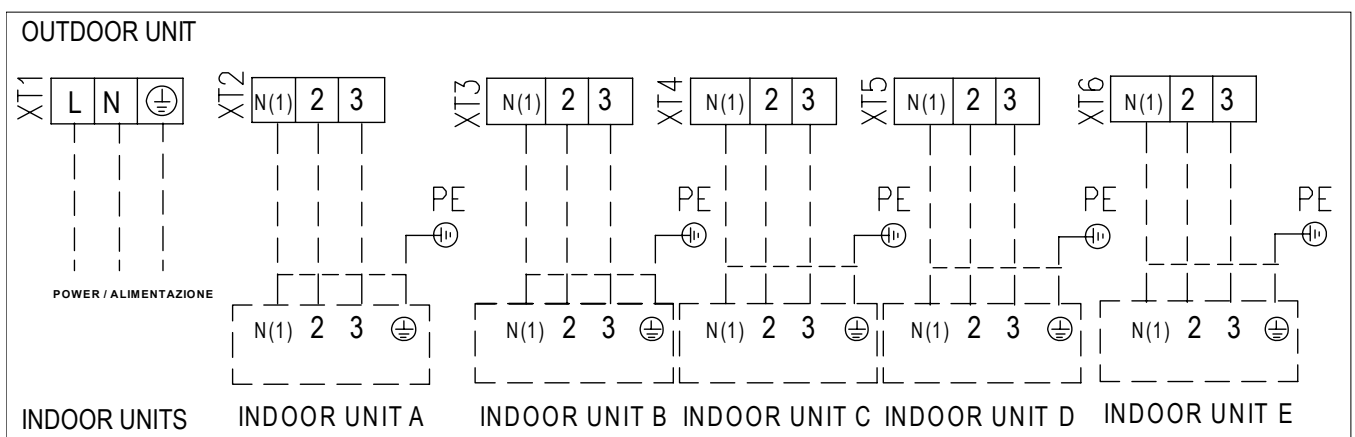 OUTDOOR UNIT
XT1 L N
XT2 N(1) 2 3
XT3 N(1) 2 3
XT4 N(1) 2 3
XT5 N(1) 2 3
XT6 N(1) 2 3
PE PE PE PE PE
POWER / ALIMENTAZIONE
N(1) 2 3
N(1) 2 3
N(1) 2 3
N(1) 2 3
N(1) 2 3
INDOOR UNITS
INDOOR UNIT A
INDOOR UNIT B
INDOOR UNIT C
INDOOR UNIT D
INDOOR UNIT E